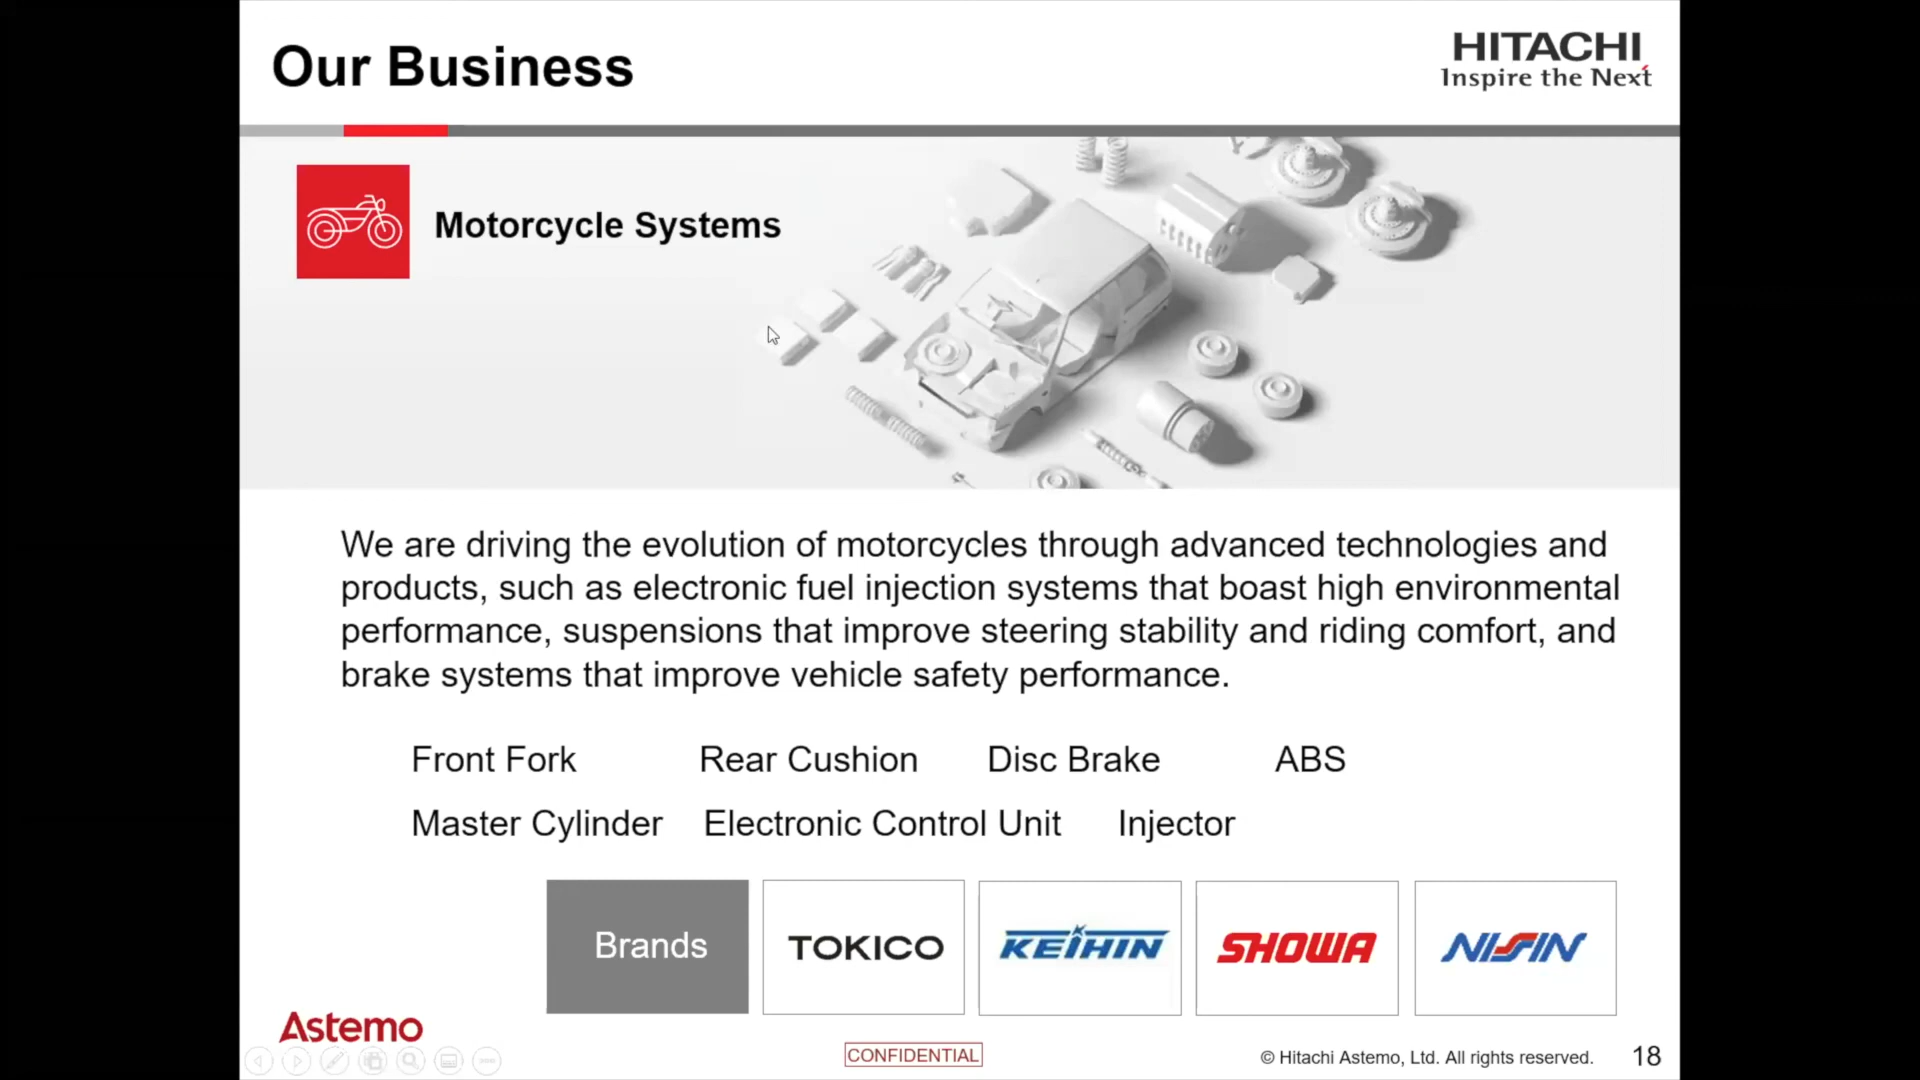 Our Business
HITACHI
Inspire the Next
Motorcycle Systems
We are driving the evolution of motorcycles through advanced technologies and
products, such as electronic fuel injection systems that boast high environmental
performance, suspensions that improve steering stability and riding comfort, and
brake systems that improve vehicle safety performance.
Front Fork Rear Cushion Disc Brake ABS
Master Cylinder Electronic Control Unit Injector
Brands TOKICO KEIHIN SHOWA NISSIN
Astemo
CONFIDENTIAL
© Hitachi Astemo, Ltd. All rights reserved. 18